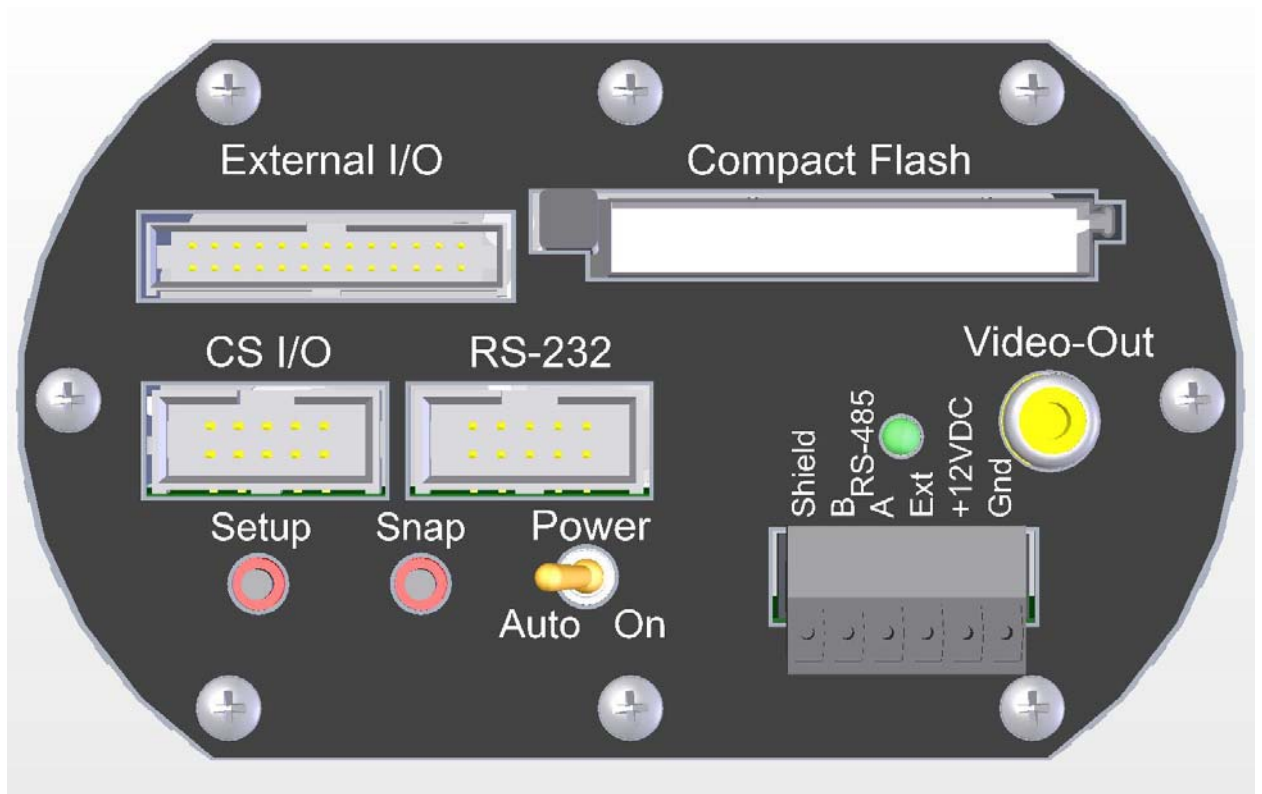 External I/O
Compact Flash
CS I/O
RS-232
Video-Out
Shield
B
RS-485
A
Ext
+12VDC
Gnd
Setup
Snap
Power
Auto
On